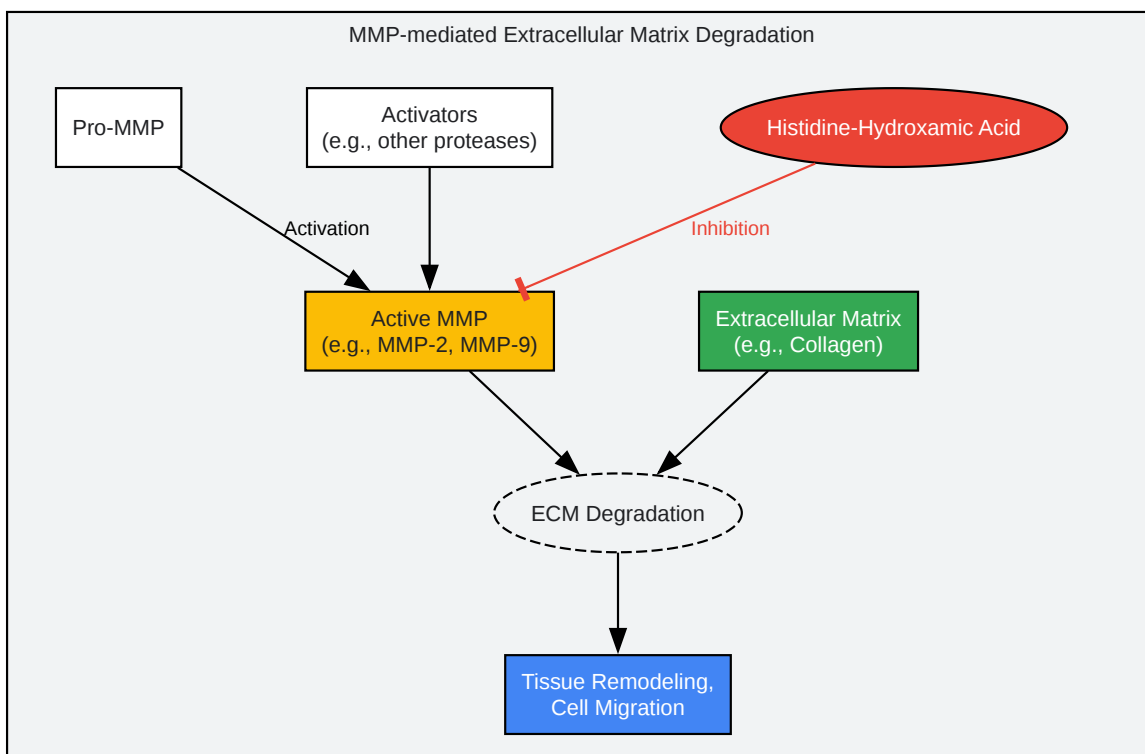 MMP-mediated Extracellular Matrix Degradation
Pro-MMP
Activators
(e.g., other proteases)
Histidine-Hydroxamic Acid
Activation
Inhibition
Active MMP
(e.g., MMP-2, MMP-9)
Extracellular Matrix
(e.g., Collagen)
ECM Degradation
Tissue Remodeling,
Cell Migration